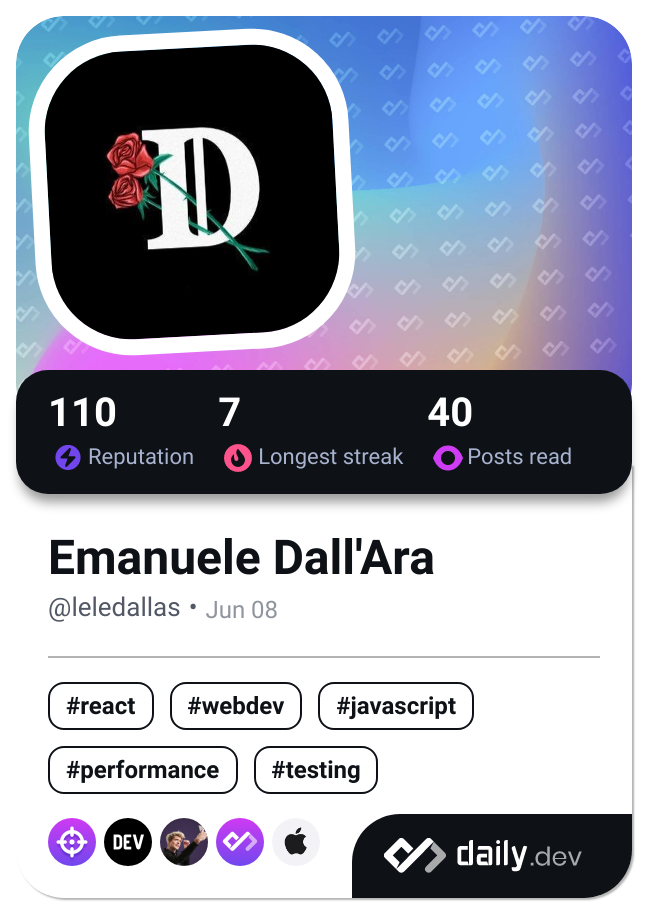 D
110 7 40
Reputation Longest streak Posts read
Emanuele Dall'Ara
@leledallas • Jun 08
#react #webdev #javascript
#performance #testing
DEV
daily.dev